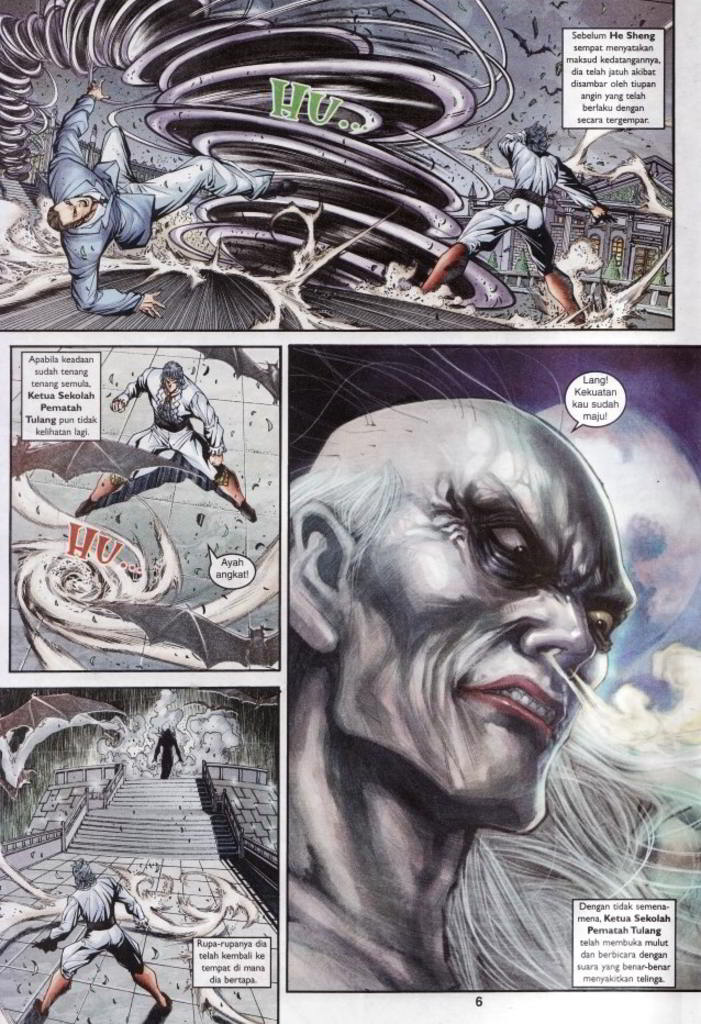 Sebelum He Sheng
sempat menyatakan
maksud kedatangannya,
dia telah jatuh akibat
disambar oleh tiupan
angin yang telah
berlaku dengan
secara tergempar.
HU...
Apabila keadaan
sudah tenang
tenang semula,
Ketua Sekolah
Pematah
Tulang pun tidak
kelihatan lagi.
HU...
Ayah
angkat!
Lang!
Kekuatan
kau sudah
maju!
Rupa-rupanya dia
telah kembali ke
tempat di mana
dia bertapa.
Dengan tidak semena-
mena, Ketua Sekolah
Pematah Tulang
telah membuka mulut
dan berbicara dengan
suara yang benar-benar
menyakitkan telinga.
6